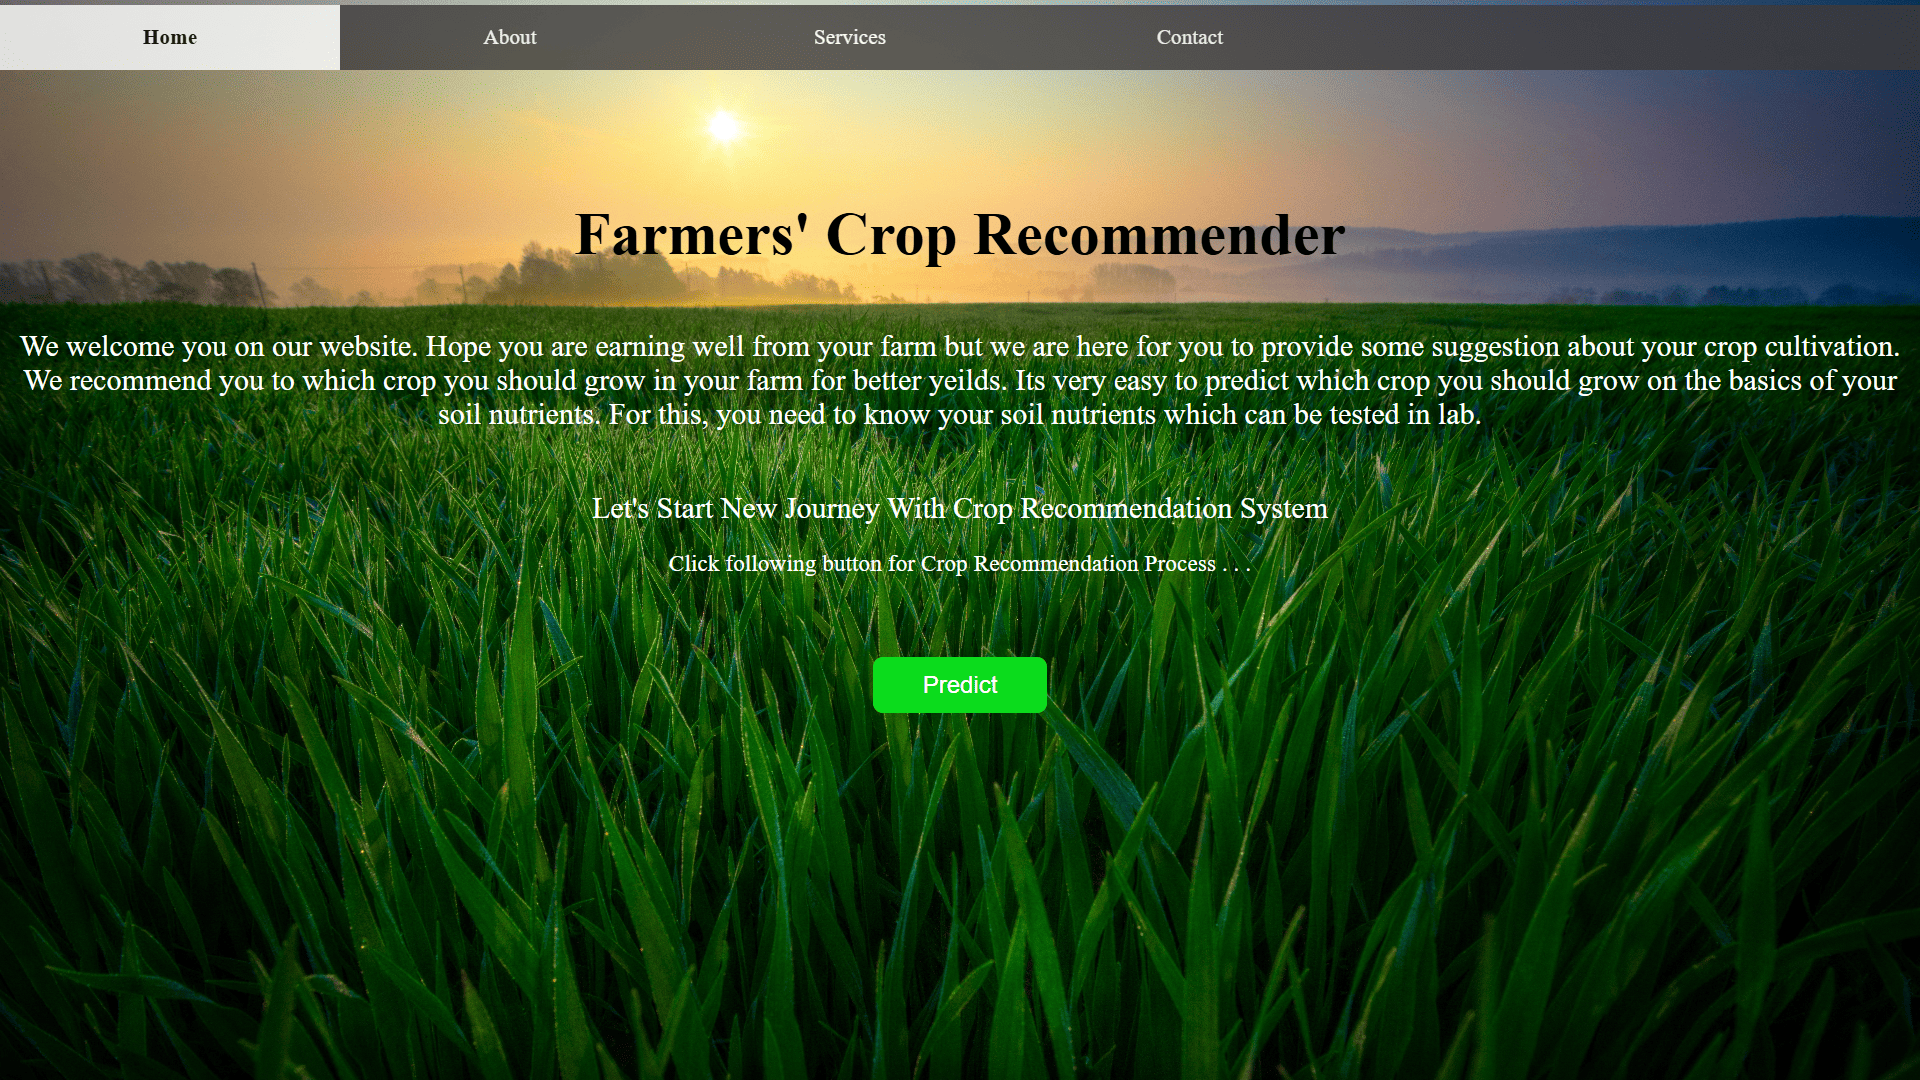 Home About Services Contact
Farmers' Crop Recommender
We welcome you on our website. Hope you are earning well from your farm but we are here for you to provide some suggestion about your crop cultivation.
We recommend you to which crop you should grow in your farm for better yeilds. Its very easy to predict which crop you should grow on the basics of your
soil nutrients. For this, you need to know your soil nutrients which can be tested in lab.
Let's Start New Journey With Crop Recommendation System
Click following button for Crop Recommendation Process . . .
Predict